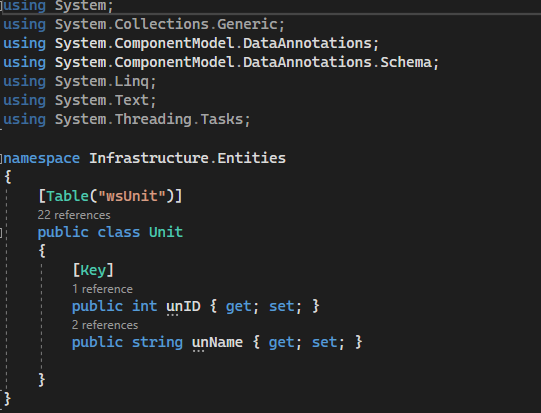 using System;
using System.Collections.Generic;
using System.ComponentModel.DataAnnotations;
using System.ComponentModel.DataAnnotations.Schema;
using System.Linq;
using System.Text;
using System.Threading.Tasks;
namespace Infrastructure.Entities
{
[Table("wsUnit")]
22 references
public class Unit
{
[Key]
1 reference
public int unID { get; set; }
2 references
public string unName { get; set; }
}
}